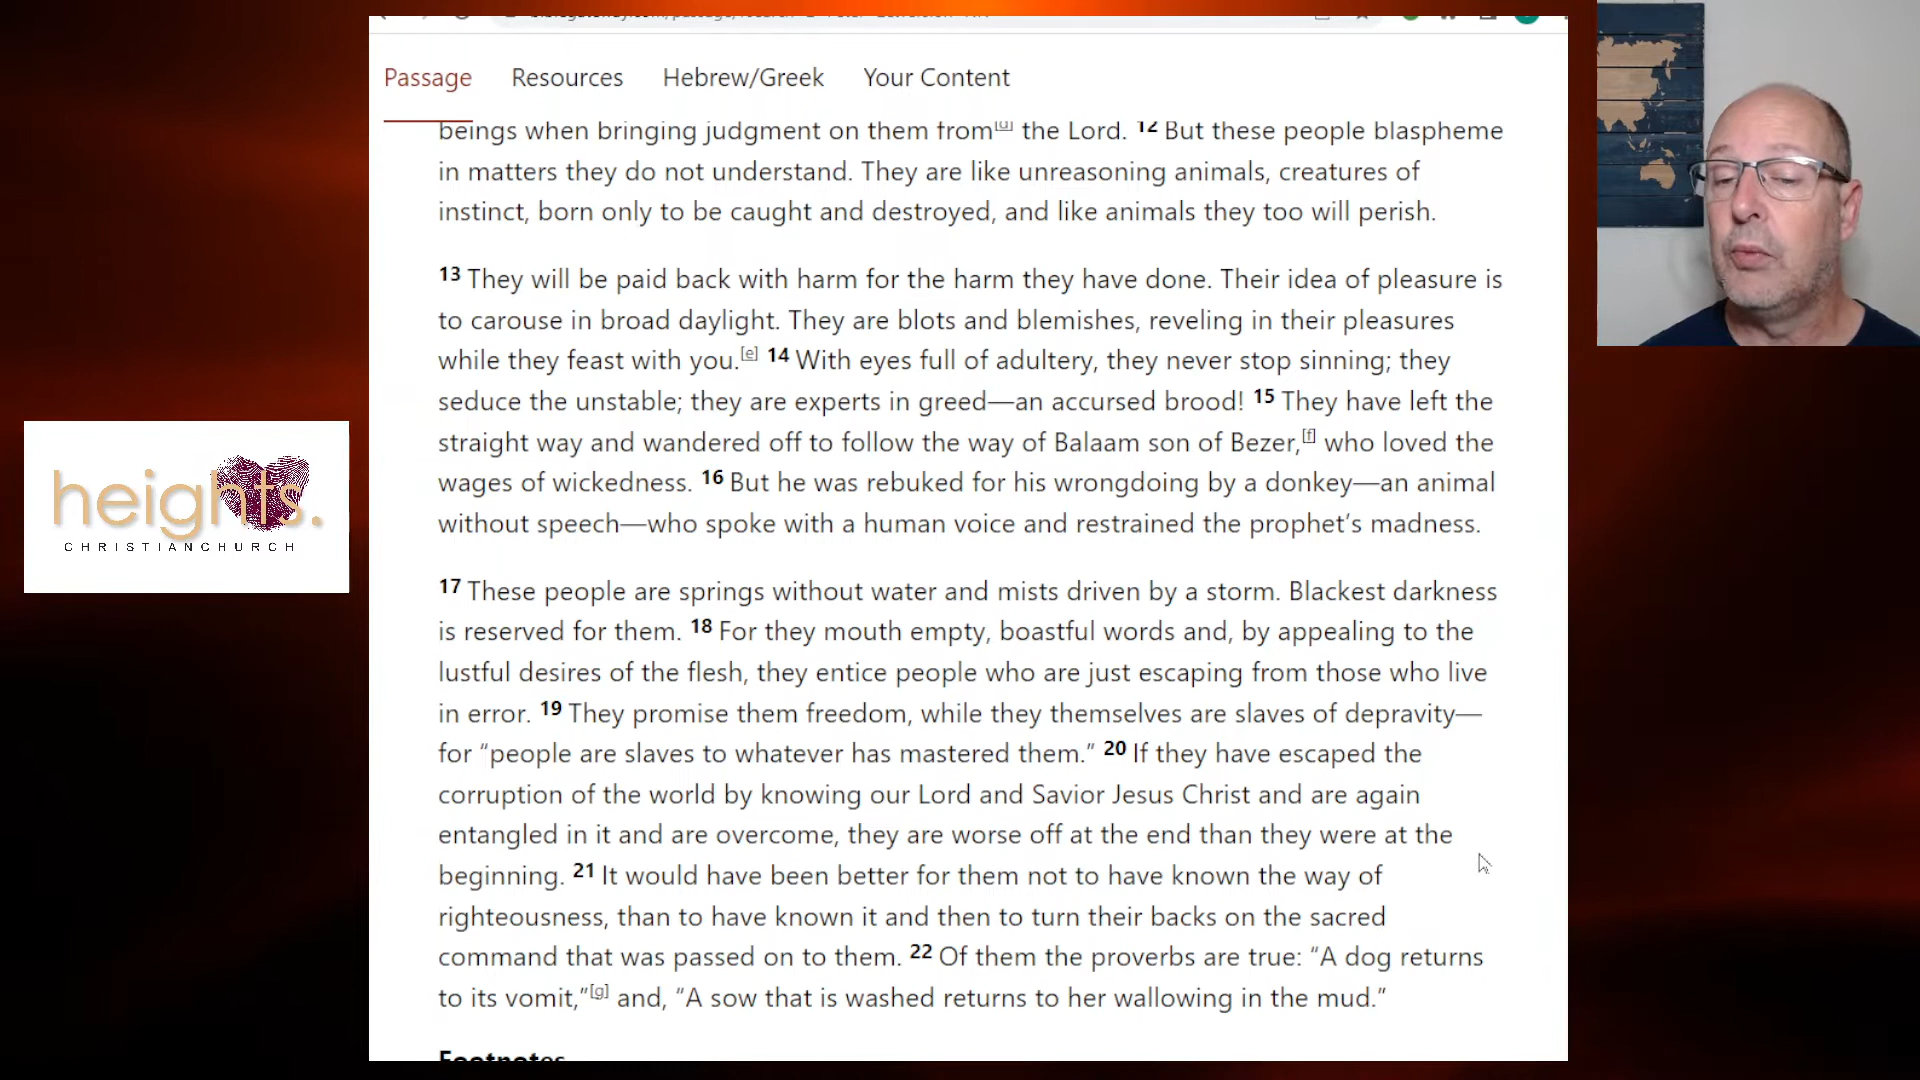 Passage Resources Hebrew/Greek Your Content
beings when bringing judgment on them from[d] the Lord. 12 But these people blaspheme
in matters they do not understand. They are like unreasoning animals, creatures of
instinct, born only to be caught and destroyed, and like animals they too will perish.
13 They will be paid back with harm for the harm they have done. Their idea of pleasure is
to carouse in broad daylight. They are blots and blemishes, reveling in their pleasures
while they feast with you.[e] 14 With eyes full of adultery, they never stop sinning; they
seduce the unstable; they are experts in greed—an accursed brood! 15 They have left the
straight way and wandered off to follow the way of Balaam son of Bezer,[f] who loved the
wages of wickedness. 16 But he was rebuked for his wrongdoing by a donkey—an animal
without speech—who spoke with a human voice and restrained the prophet’s madness.
17 These people are springs without water and mists driven by a storm. Blackest darkness
is reserved for them. 18 For they mouth empty, boastful words and, by appealing to the
lustful desires of the flesh, they entice people who are just escaping from those who live
in error. 19 They promise them freedom, while they themselves are slaves of depravity—
for “people are slaves to whatever has mastered them.” 20 If they have escaped the
corruption of the world by knowing our Lord and Savior Jesus Christ and are again
entangled in it and are overcome, they are worse off at the end than they were at the
beginning. 21 It would have been better for them not to have known the way of
righteousness, than to have known it and then to turn their backs on the sacred
command that was passed on to them. 22 Of them the proverbs are true: “A dog returns
to its vomit,”[g] and, “A sow that is washed returns to her wallowing in the mud.”
Footnotes
heights.
CHRISTIANCHURCH